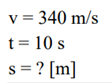 v = 340 m/s
t = 10 s
s = ? [m]